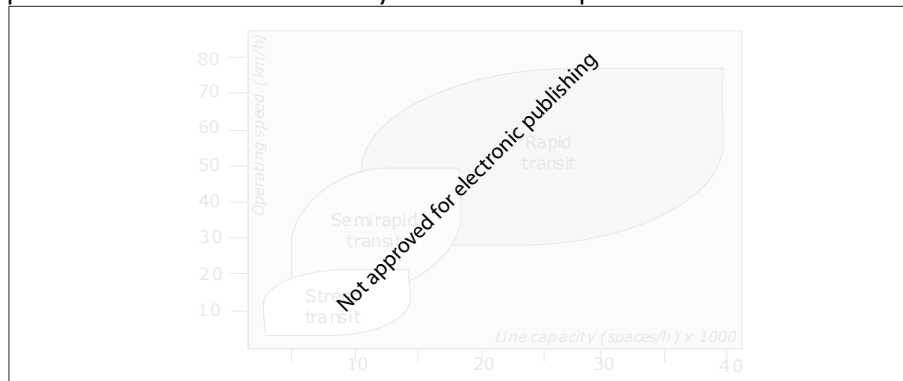 80
70
60
50
40
30
20
10
Operating speed (km/h)
Rapid
transit
Semirapid
transit
Street
transit
Not approved for electronic publishing
Line capacity (spaces/h) x 1000
10
20
30
40